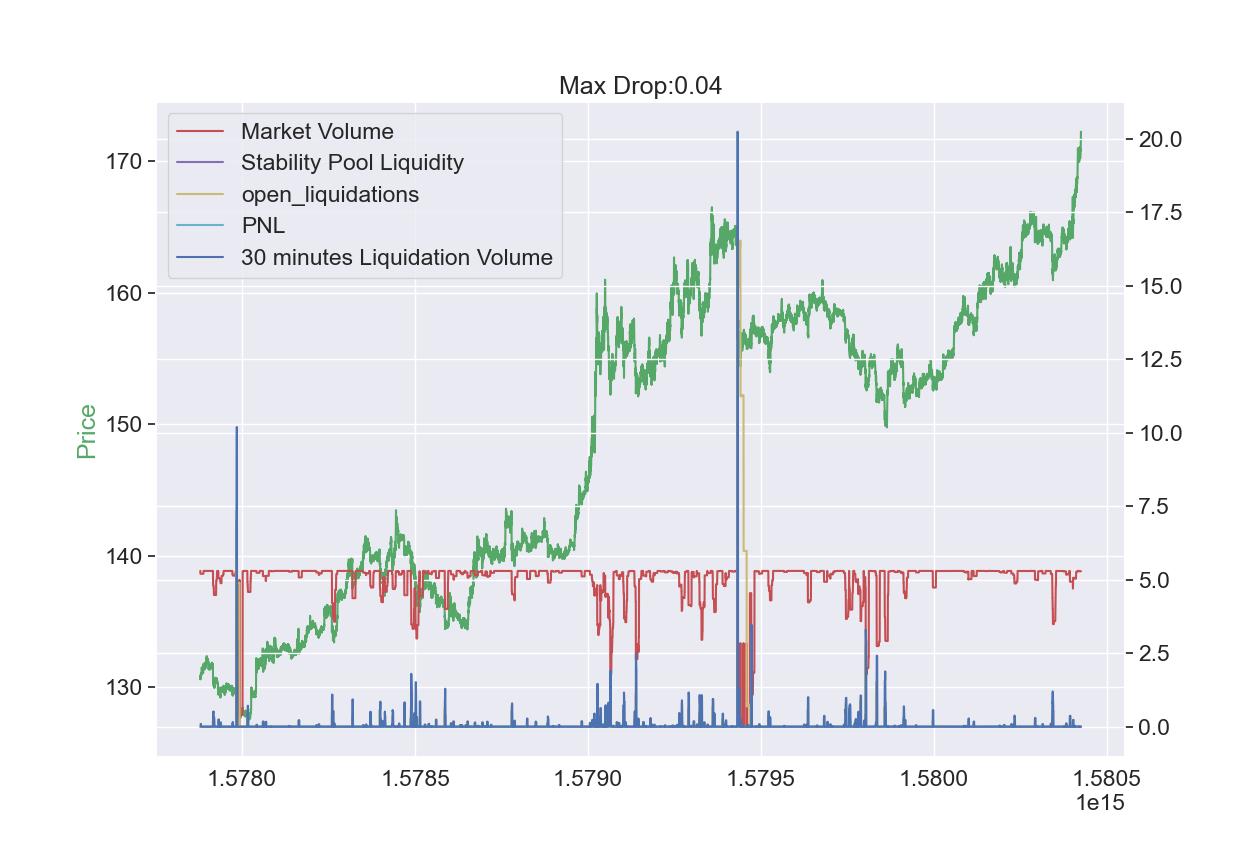 Max Drop:0.04
Market Volume
Stability Pool Liquidity
open_liquidations
PNL
30 minutes Liquidation Volume
Price
170
160
150
140
130
20.0
17.5
15.0
12.5
10.0
7.5
5.0
2.5
0.0
1.5780 1.5785 1.5790 1.5795 1.5800 1.5805
1e15